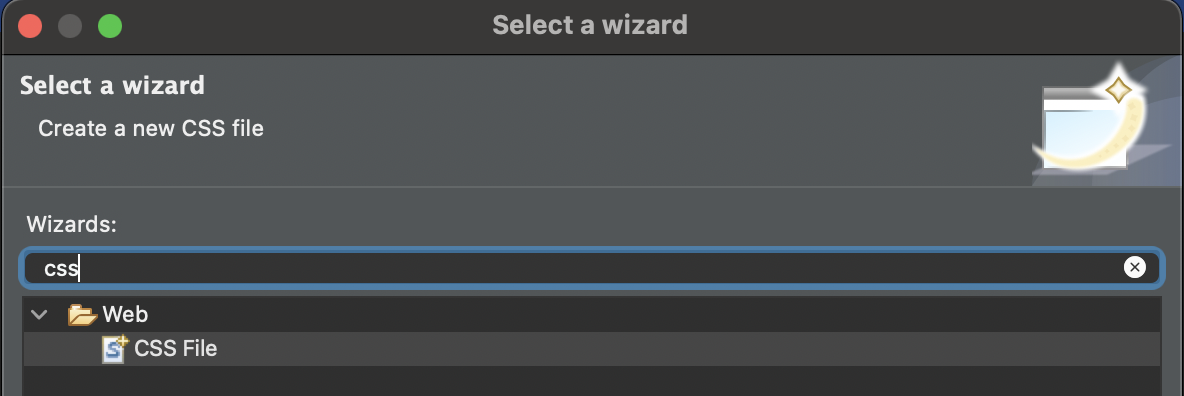 Select a wizard
Select a wizard
Create a new CSS file
Wizards:
css
Web
CSS File